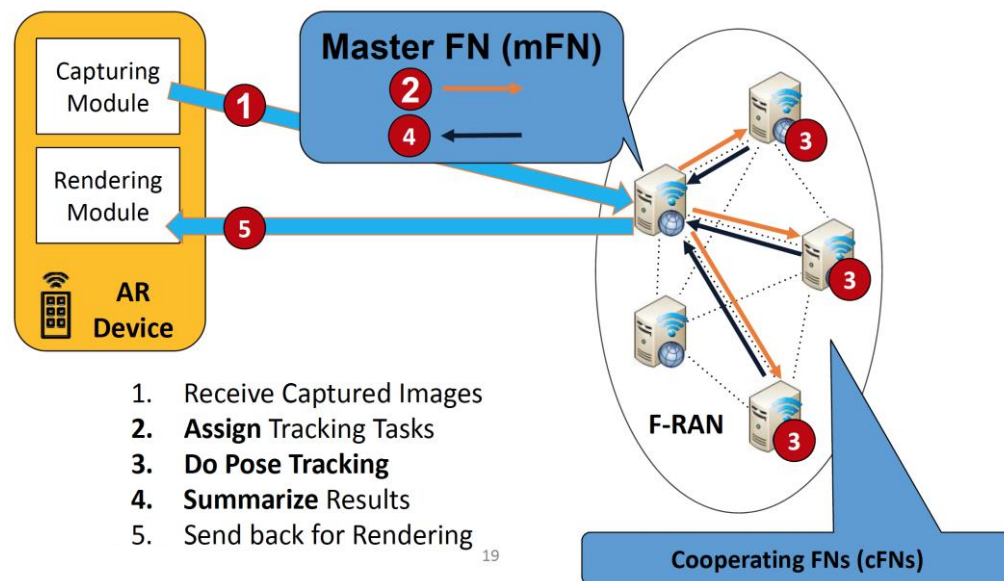 Capturing
Module
Rendering
Module
AR
Device
1
5
Master FN (mFN)
2
4
3
3
3
F-RAN
1. Receive Captured Images
2. Assign Tracking Tasks
3. Do Pose Tracking
4. Summarize Results
5. Send back for Rendering
19
Cooperating FNs (cFNs)